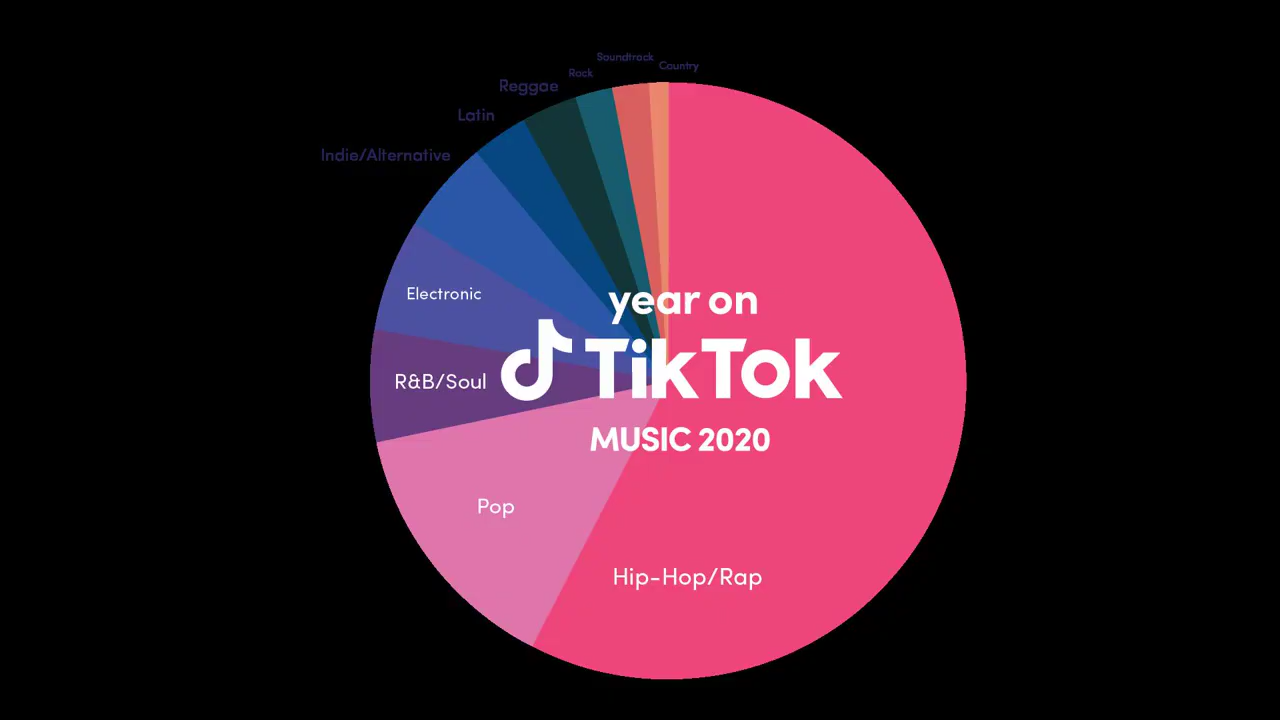 Soundtrack
Country
Rock
Reggae
Latin
Indie/Alternative
Electronic
year on
TikTok
R&B/Soul
MUSIC 2020
Pop
Hip-Hop/Rap